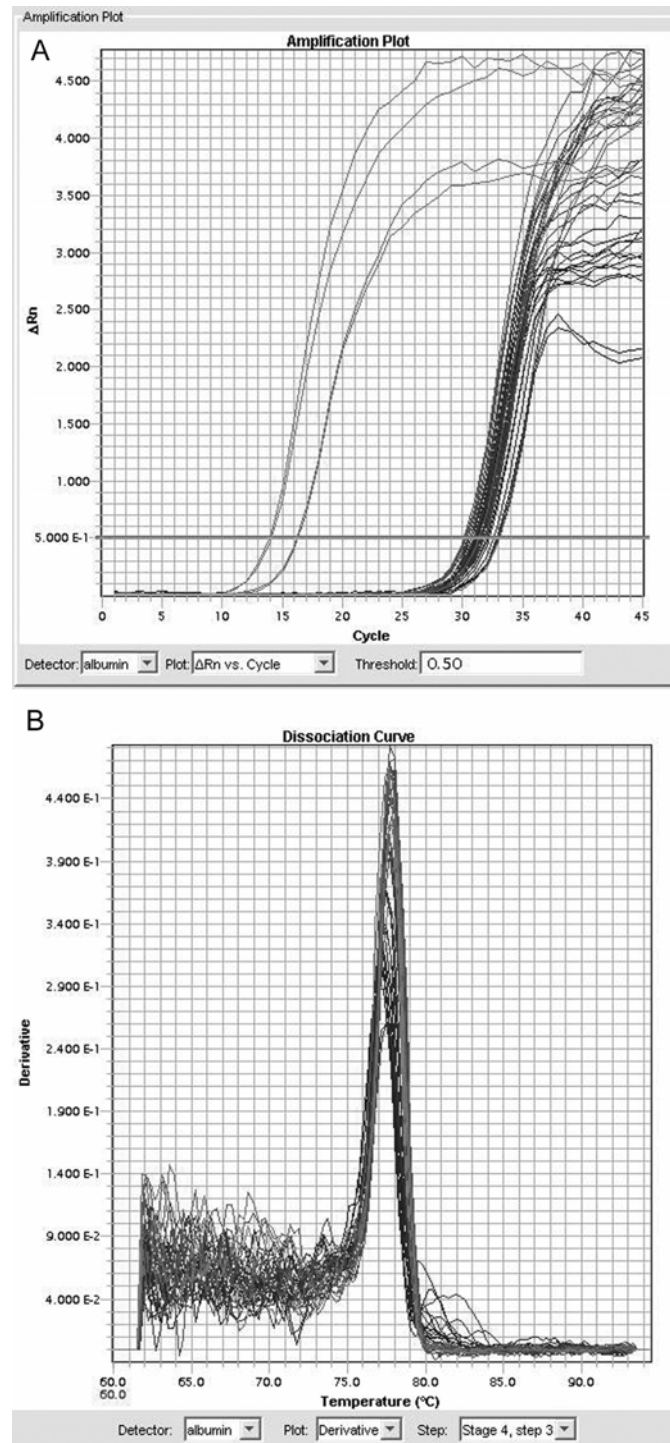 Amplification Plot
A
Amplification Plot
4.500
4.000
3.500
3.000
2.500
2.000
1.500
1.000
5.000 E-1
ΔRn
0 5 10 15 20 25 30 35 40 45
Cycle
Detector: albumin Plot: ΔRn vs. Cycle Threshold: 0.50
B
Dissociation Curve
4.400 E-1
3.900 E-1
3.400 E-1
2.900 E-1
2.400 E-1
1.900 E-1
1.400 E-1
9.000 E-2
4.000 E-2
Derivative
60.0 65.0 70.0 75.0 80.0 85.0 90.0
60.0
Temperature (ºC)
Detector: albumin Plot: Derivative Step: Stage 4, step 3